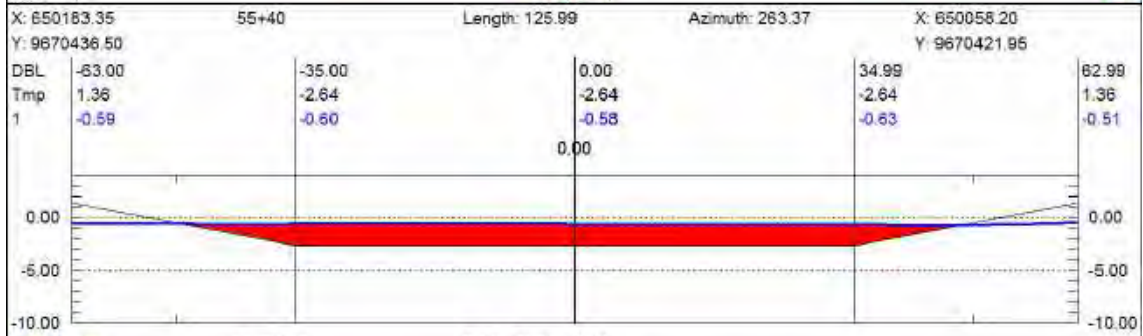 X: 650183.35 55+40 Length: 125.99 Azimuth: 263.37 X: 650058.20
Y: 9670436.50 Y: 9670421.95
DBL -63.00 -35.00 0.00 34.99 62.99
Tmp 1.36 -2.64 -2.64 -2.64 1.36
1 -0.59 -0.60 -0.58 -0.63 -0.51
0.00
0.00 0.00
-5.00 -5.00
-10.00 -10.00